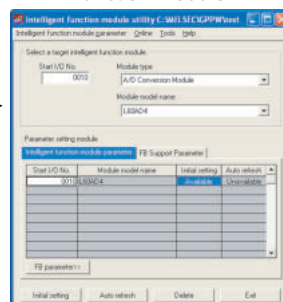 Intelligent function module utility C:\MELSEC\GPPW\test
Intelligent function module parameter Online Tools Help
Select a target intelligent function module.
Start I/O No. Module type
0010 A/D Conversion Module
Module model name
L60AD4
Parameter setting module
Intelligent function module parameter FB Support Parameter
Start I/O No. Module model name Initial setting Auto refresh
0010 L60AD4 Available Unavailable
FB parameter>>
Initial setting Auto refresh Delete Exit